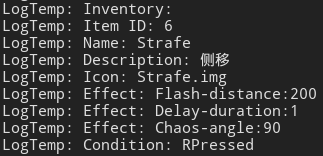 LogTemp: Inventory:
LogTemp: Item ID: 6
LogTemp: Name: Strafe
LogTemp: Description: 侧移
LogTemp: Icon: Strafe.img
LogTemp: Effect: Flash-distance:200
LogTemp: Effect: Delay-duration:1
LogTemp: Effect: Chaos-angle:90
LogTemp: Condition: RPressed